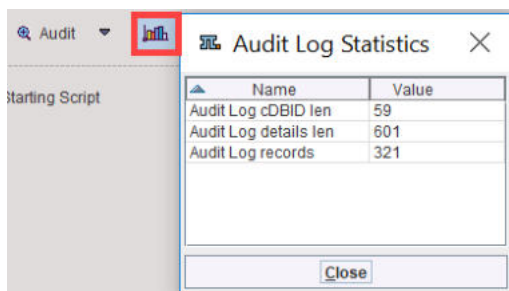 Audit
Audit Log Statistics
Starting Script
Name Value
Audit Log cDBID len 59
Audit Log details len 601
Audit Log records 321
Close